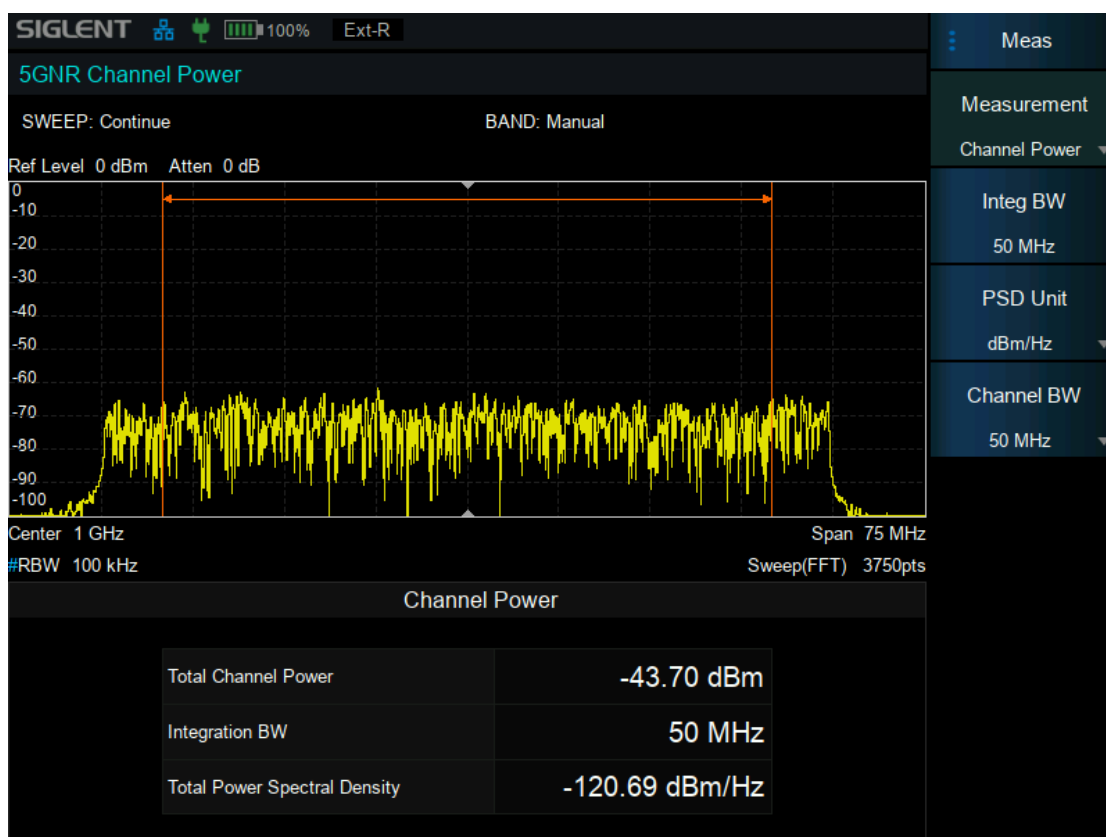 SIGLENT 100% Ext-R
Meas
5GNR Channel Power
Measurement
Channel Power
SWEEP: Continue BAND: Manual
Ref Level 0 dBm Atten 0 dB
Integ BW
50 MHz
PSD Unit
dBm/Hz
Channel BW
50 MHz
0
-10
-20
-30
-40
-50
-60
-70
-80
-90
-100
Center 1 GHz Span 75 MHz
#RBW 100 kHz Sweep(FFT) 3750pts
Channel Power
Total Channel Power -43.70 dBm
Integration BW 50 MHz
Total Power Spectral Density -120.69 dBm/Hz